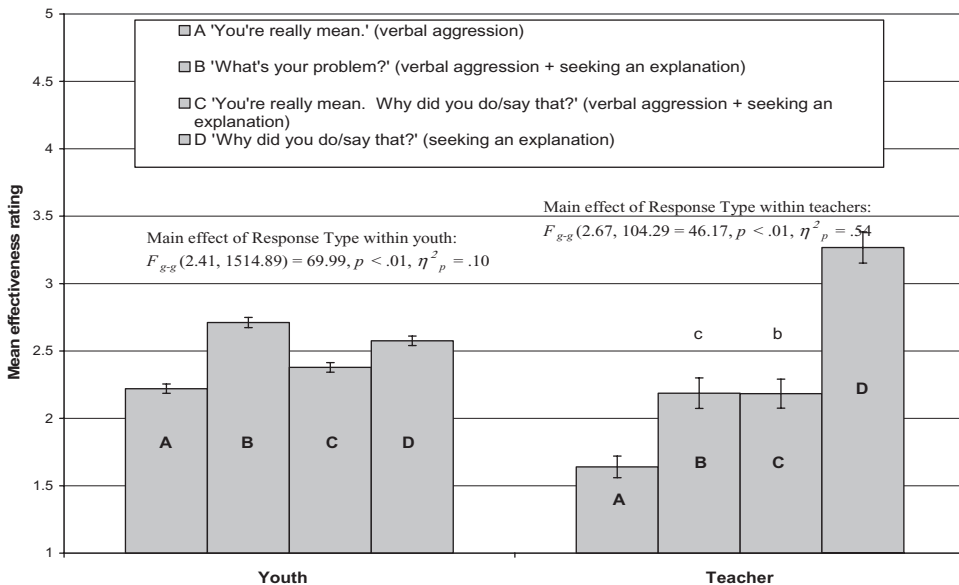 5
4.5
4
3.5
3
2.5
2
1.5
1
Mean effectiveness rating
A 'You're really mean.' (verbal aggression)
B 'What's your problem?' (verbal aggression + seeking an explanation)
C 'You're really mean.  Why did you do/say that?' (verbal aggression + seeking an
explanation)
D 'Why did you do/say that?' (seeking an explanation)
Main effect of Response Type within youth:
F g-g (2.41, 1514.89) = 69.99, p < .01, η²p = .10
Main effect of Response Type within teachers:
F g-g (2.67, 104.29 = 46.17, p < .01, η²p = .54
c b
A B C D
A B C D
Youth Teacher